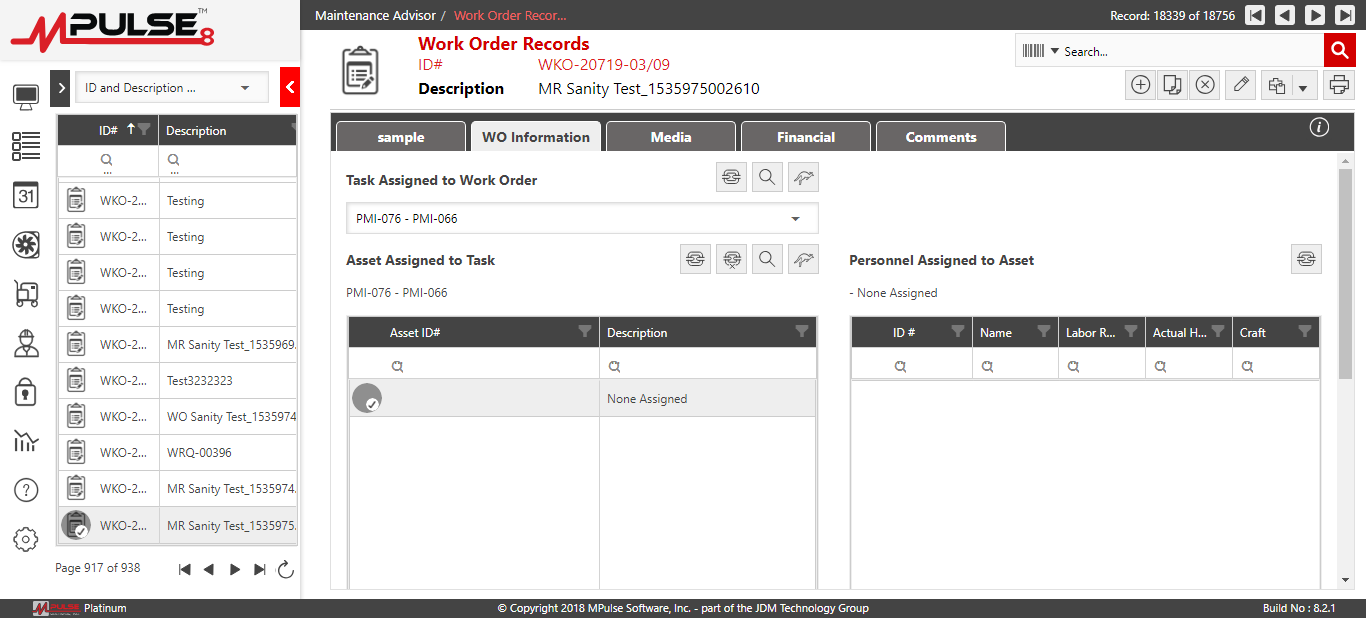 MPULSE 8 ™
Maintenance Advisor / Work Order Recor...
Record: 18339 of 18756
Work Order Records
ID# WKO-20719-03/09
Description MR Sanity Test_1535975002610
Search...
ID and Description ...
ID# Description
...
...
WKO-2... Testing
WKO-2... Testing
WKO-2... Testing
WKO-2... Testing
WKO-2... MR Sanity Test_1535969.
WKO-2... Test3232323
WKO-2... WO Sanity Test_1535974
WKO-2... WRQ-00396
WKO-2... MR Sanity Test_1535974.
WKO-2... MR Sanity Test_1535975.
Page 917 of 938
31
?
sample WO Information Media Financial Comments
i
Task Assigned to Work Order
PMI-076 - PMI-066
Asset Assigned to Task
PMI-076 - PMI-066
Asset ID# Description
None Assigned
Personnel Assigned to Asset
- None Assigned
ID # Name Labor R... Actual H... Craft
MPULSE Platinum
© Copyright 2018 MPulse Software, Inc. - part of the JDM Technology Group
Build No : 8.2.1